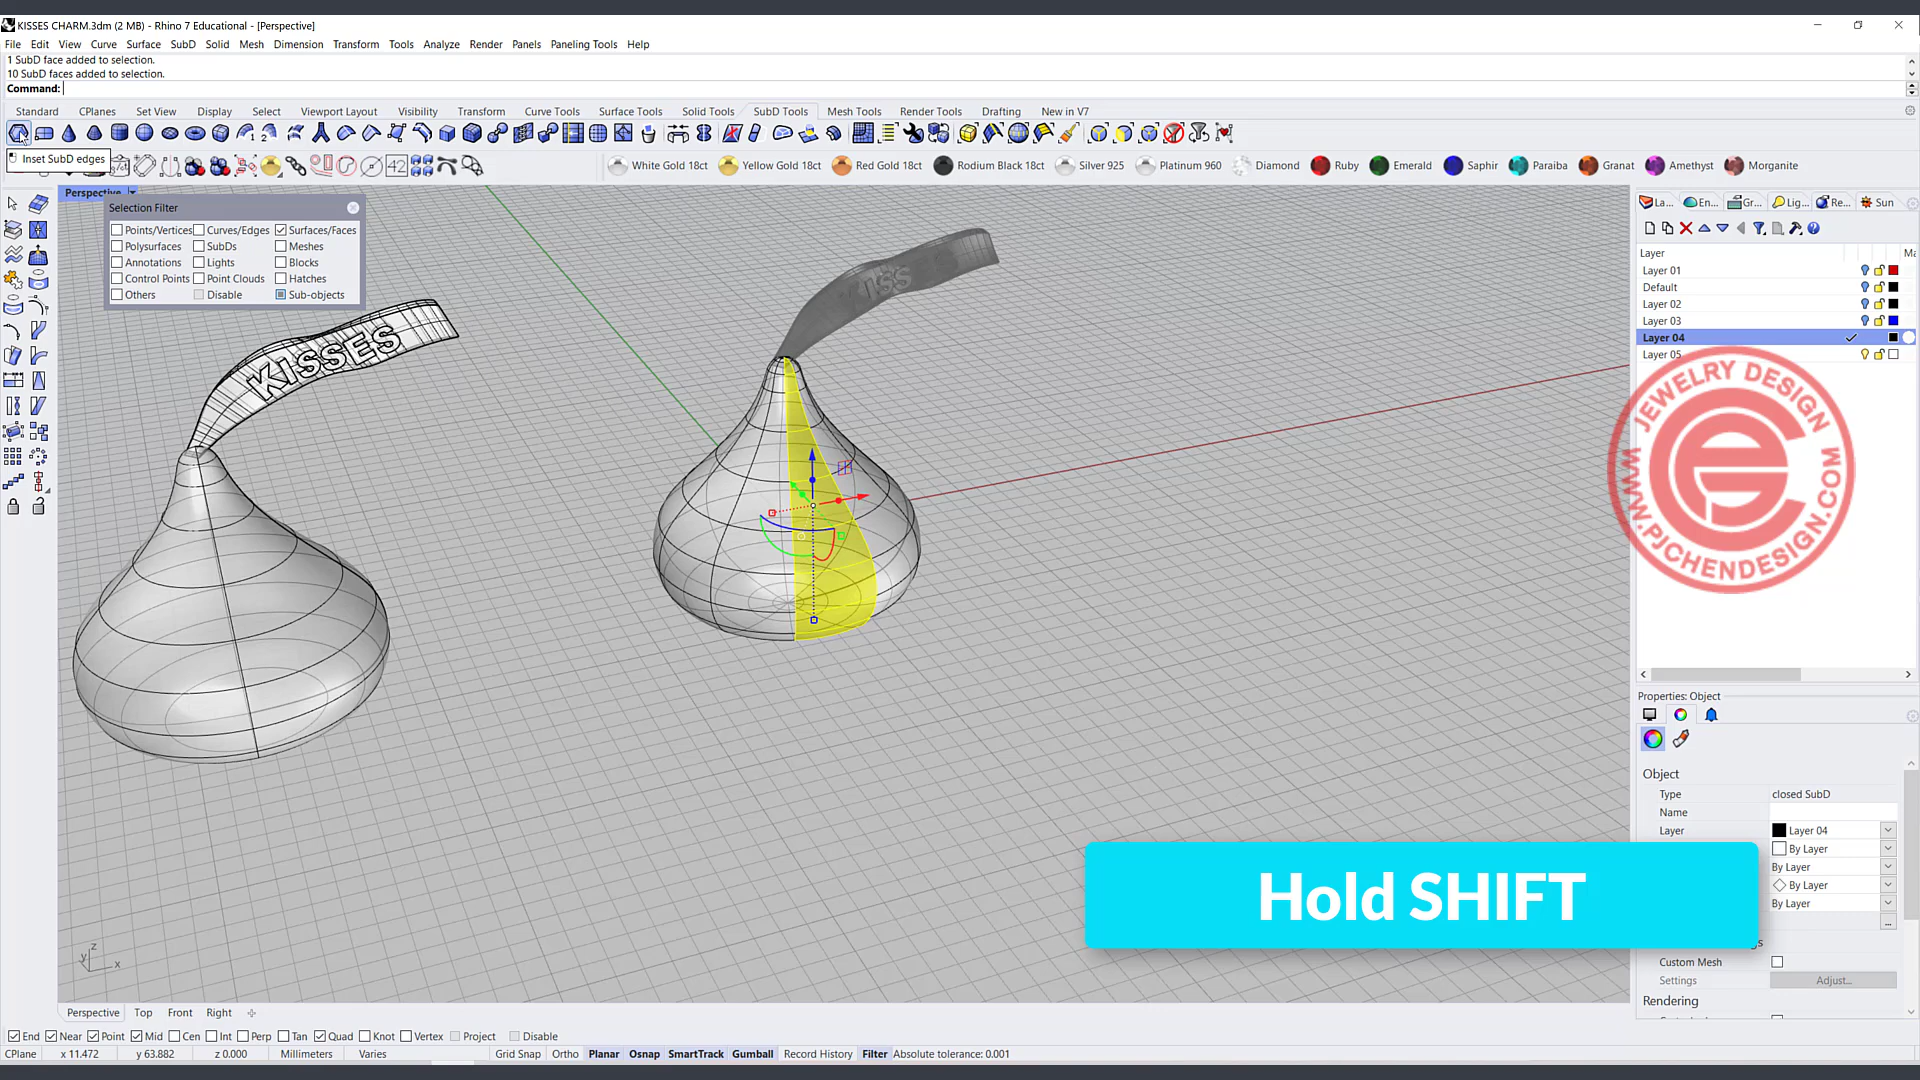 KISSES CHARM.3dm (2 MB) - Rhino 7 Educational - [Perspective]
File Edit View Curve Surface SubD Solid Mesh Dimension Transform Tools Analyze Render Panels Paneling Tools Help
1 SubD face added to selection.
10 SubD faces added to selection.
Command:
Standard CPlanes Set View Display Select Viewport Layout Visibility Transform Curve Tools Surface Tools Solid Tools SubD Tools Mesh Tools Render Tools Drafting New in V7
Inset SubD edges
42
White Gold 18ct Yellow Gold 18ct Red Gold 18ct Rodium Black 18ct Silver 925 Platinum 960 Diamond Ruby Emerald Saphir Paraiba Granat Amethyst Morganite
Perspective
Selection Filter
Points/Vertices Curves/Edges Surfaces/Faces
Polysurfaces SubDs Meshes
Annotations Lights Blocks
Control Points Point Clouds Hatches
Others Disable Sub-objects
KISSES
KISSES
La... En... Gr... Lig... Re... Sun
Layer Ma
Layer 01
Default
Layer 02
Layer 03
Layer 04
Layer 05
JEWELRY DESIGN
WWW.PJCHENDESIGN.COM
Properties: Object
Object
Type closed SubD
Name
Layer Layer 04
By Layer
By Layer
By Layer
By Layer
...
Hold SHIFT
Custom Mesh
Settings Adjust...
Rendering
z
y x
Perspective Top Front Right
End Near Point Mid Cen Int Perp Tan Quad Knot Vertex Project Disable
CPlane x 11.472 y 63.882 z 0.000 Millimeters Varies Grid Snap Ortho Planar Osnap SmartTrack Gumball Record History Filter Absolute tolerance: 0.001